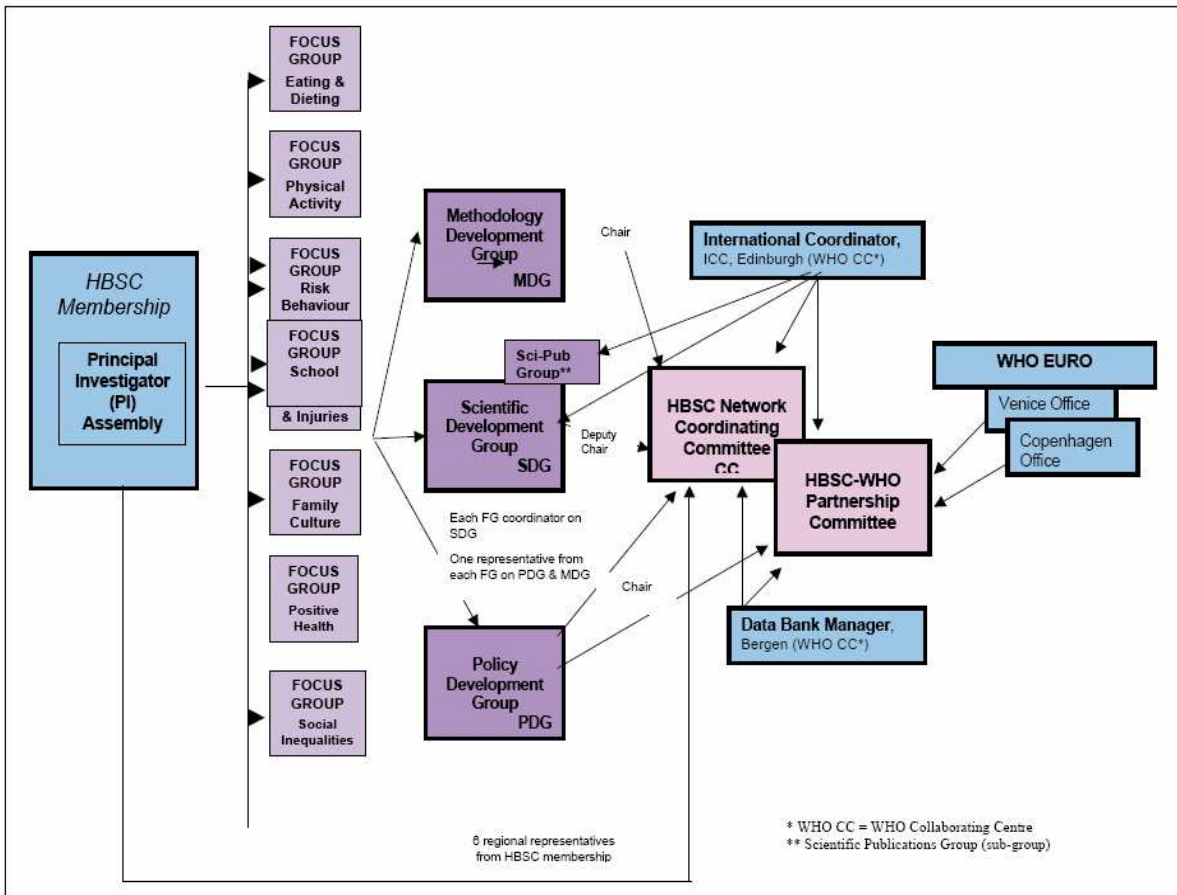 HBSC
Membership
Principal
Investigator
(PI)
Assembly
FOCUS
GROUP
Eating &
Dieting
FOCUS
GROUP
Physical
Activity
FOCUS
GROUP
Risk
Behaviour
FOCUS
GROUP
School
& Injuries
FOCUS
GROUP
Family
Culture
FOCUS
GROUP
Positive
Health
FOCUS
GROUP
Social
Inequalities
Methodology
Development
Group
MDG
Sci-Pub
Group**
Scientific
Development
Group
SDG
Each FG coordinator on
SDG
One representative from
each FG on PDG & MDG
Policy
Development
Group
PDG
Chair
Deputy
Chair
Chair
International Coordinator,
ICC, Edinburgh (WHO CC*)
HBSC Network
Coordinating
Committee
CC
HBSC-WHO
Partnership
Committee
WHO EURO
Venice Office
Copenhagen
Office
Data Bank Manager,
Bergen (WHO CC*)
6 regional representatives
from HBSC membership
* WHO CC = WHO Collaborating Centre
** Scientific Publications Group (sub-group)